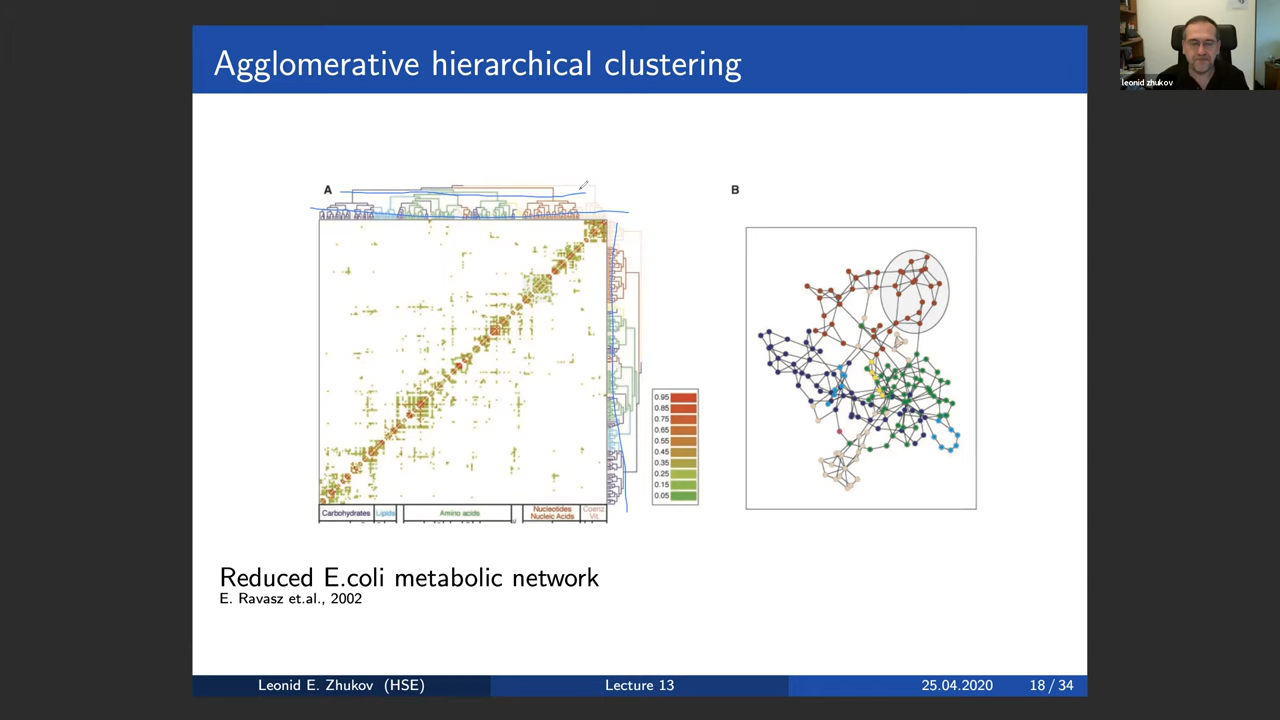 Agglomerative hierarchical clustering
leonid zhukov
A
B
0.95
0.85
0.75
0.65
0.55
0.45
0.35
0.25
0.15
0.05
Carbohydrates
Lipids
Amino acids
Nucleotides
Nucleic Acids
Coenz.
Vit.
Reduced E.coli metabolic network
E. Ravasz et.al., 2002
Leonid E. Zhukov (HSE)
Lecture 13
25.04.2020
18 / 34